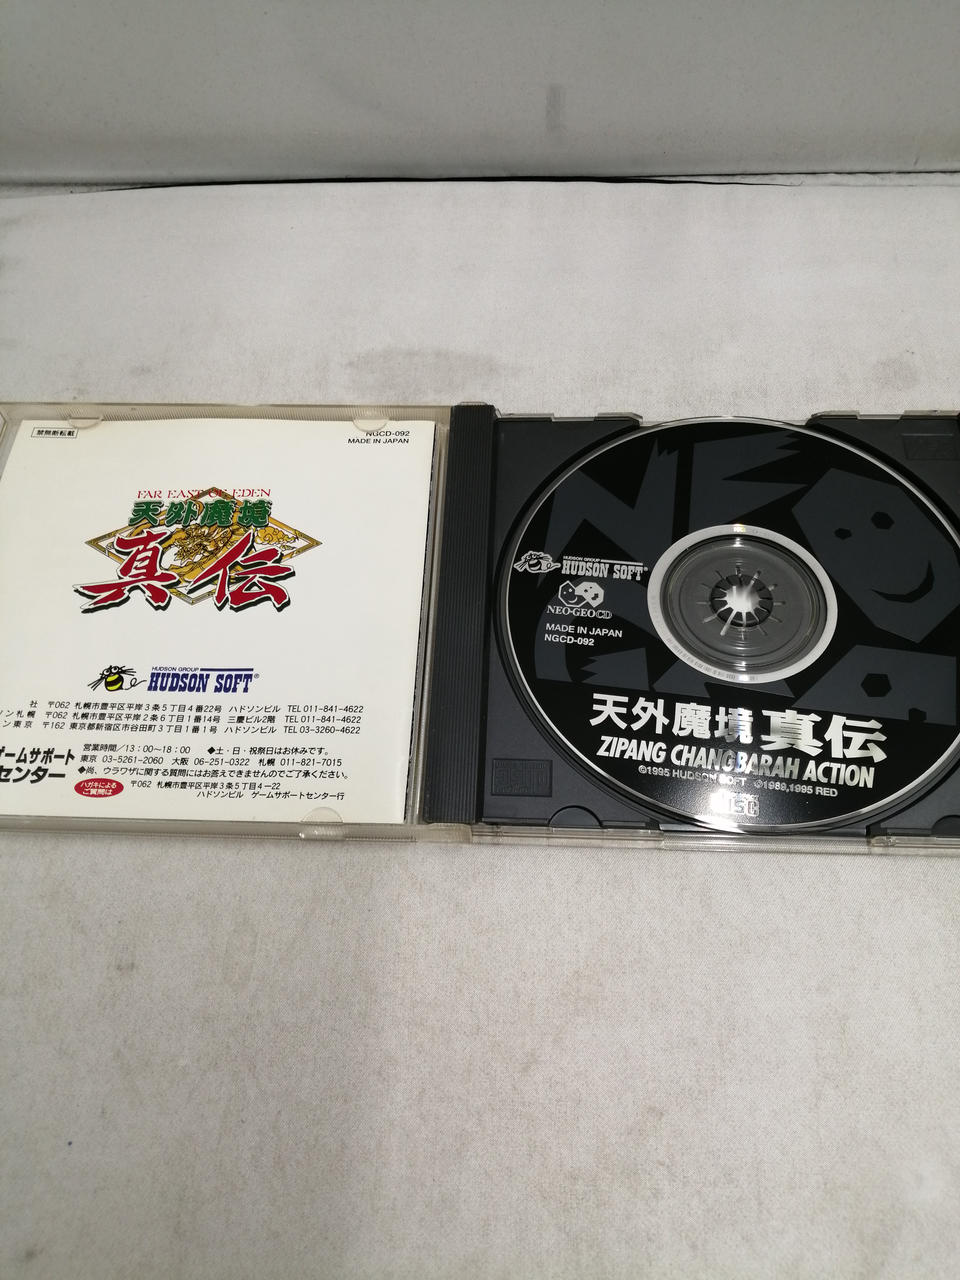 禁無断転載
NGCD-092
MADE IN JAPAN
FAR EAST OF EDEN
天外魔境
真伝
HUDSON GROUP
HUDSON SOFT®
社 〒062 札幌市豊平区平岸3条5丁目4番22号 ハドソンビル TEL 011-841-4622
ソン札幌 〒062 札幌市豊平区平岸2条6丁目1番14号 三慶ビル2階 TEL 011-841-4622
ン東京 〒162 東京都新宿区市谷田町3丁目1番1号 ハドソンビル TEL 03-3260-4622
ゲームサポート
センター
営業時間/13:00~18:00 ◆土・日・祝祭日はお休みです。
東京 03-5261-2060 大阪 06-251-0322 札幌 011-821-7015
◆尚、ウラワザに関する質問にはお答えできませんのでご了承ください。
ハガキによる
ご質問は
〒062 札幌市豊平区平岸3条5丁目4-22
ハドソンビル ゲームサポートセンター行
NEO
HUDSON GROUP
HUDSON SOFT®
NEO·GEO CD
MADE IN JAPAN
NGCD-092
天外魔境 真伝
ZIPANG CHANGBARAH ACTION
©1995 HUDSON SOFT ©1989,1995 RED